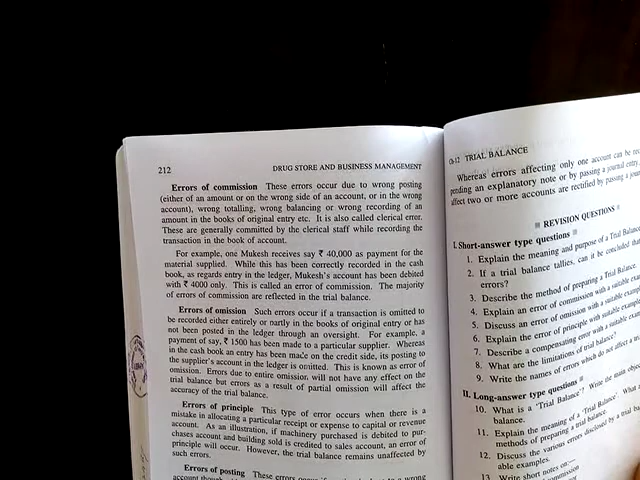 212
DRUG STORE AND BUSINESS MANAGEMENT
Errors of commission These errors occur due to wrong posting
(either of an amount or on the wrong side of an account, or in the wrong
account), wrong totalling, wrong balancing or wrong recording of an
amount in the books of original entry etc. It is also called clerical error.
These are generally committed by the clerical staff while recording the
transaction in the book of account.
For example, one Mukesh receives say ₹ 40,000 as payment for the
material supplied. While this has been correctly recorded in the cash
book, as regards entry in the ledger, Mukesh's account has been debited
with ₹ 4000 only. This is called an error of commission. The majority
of errors of commission are reflected in the trial balance.
Errors of omission Such errors occur if a transaction is omitted to
be recorded either entirely or partly in the books of original entry or has
not been posted in the ledger through an oversight. For example, a
payment of say, ₹ 1500 has been made to a particular supplier. Whereas
in the cash book an entry has been made on the credit side, its posting to
the supplier's account in the ledger is omitted. This is known as error of
omission. Errors due to entire omission, will not have any effect on the
trial balance but errors as a result of partial omission will affect the
accuracy of the trial balance.
Errors of principle This type of error occurs when there is a
mistake in allocating a particular receipt or expense to capital or revenue
account. As an illustration, if machinery purchased is debited to pur-
chases account and building sold is credited to sales account, an error of
principle will occur. However, the trial balance remains unaffected by
such errors.
Errors of posting These errors occur if
Ch-12 TRIAL BALANCE
Whereas errors affecting only one account can be
pending an explanatory note or by passing a journal entry,
affect two or more accounts are rectified by passing a
REVISION QUESTIONS
I. Short-answer type questions
1. Explain the meaning and purpose of a Trial Balance
2. If a trial balance tallies, can it be concluded
errors?
3. Describe the method of preparing a Trial Balance.
4. Explain an error of commission with a suitable
5. Discuss an error of omission with a suitable
6. Explain the error of principle with suitable
7. Describe a compensating error with a suitable
8. What are the limitations of trial balance?
9. Write the names of errors which do not affect a
II. Long-answer type questions
10. What is a 'Trial Balance'? Write the main
balance.
11. Explain the meaning of a 'Trial Balance'. What
methods of preparing a trial balance.
12. Discuss the various errors disclosed by a trial
able examples.
13. Write short notes on:—